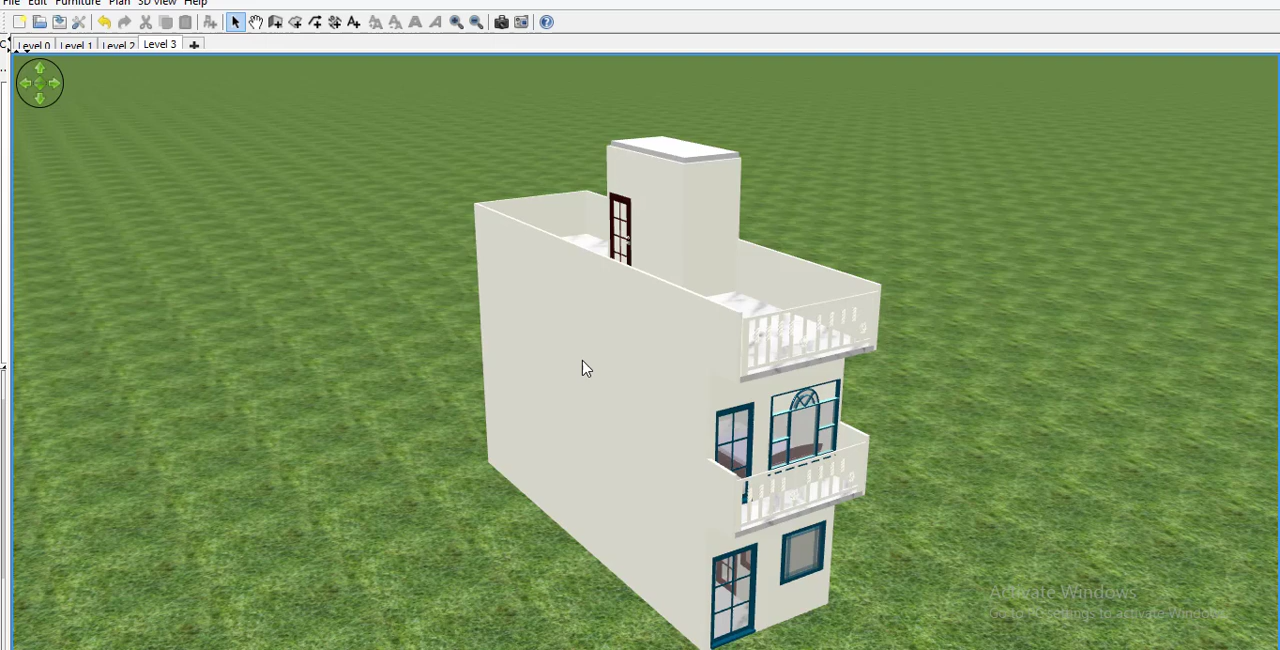 File Edit Furniture Plan 3D view Help
Level 0 Level 1 Level 2 Level 3
Activate Windows
Go to PC settings to activate Windows.